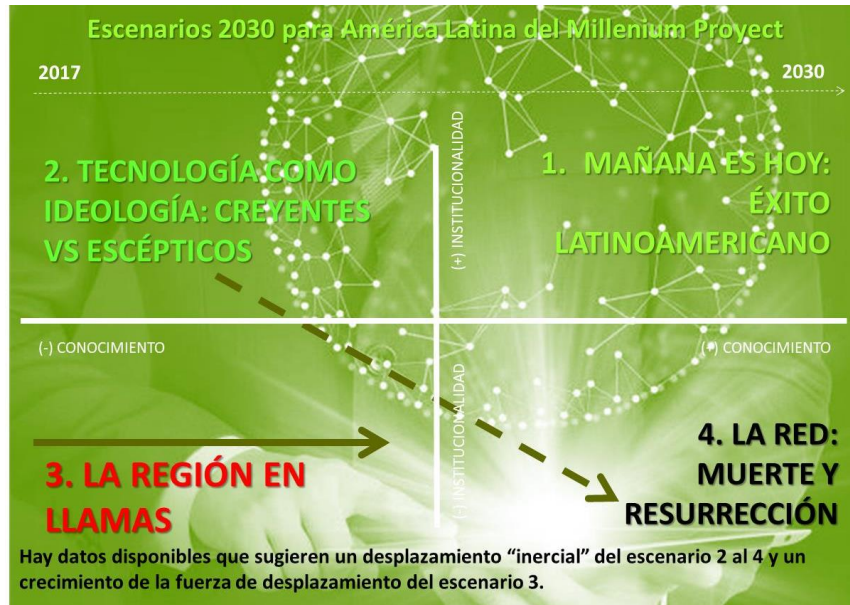 Escenarios 2030 para América Latina del Millenium Proyect
2017
2030
2. TECNOLOGÍA COMO
IDEOLOGÍA: CREYENTES
VS ESCÉPTICOS
(+) INSTITUCIONALIDAD
1. MAÑANA ES HOY:
ÉXITO
LATINOAMERICANO
(-) CONOCIMIENTO
(+) CONOCIMIENTO
(-) INSTITUCIONALIDAD
3. LA REGIÓN EN
LLAMAS
4. LA RED:
MUERTE Y
RESURRECCIÓN
Hay datos disponibles que sugieren un desplazamiento “inercial” del escenario 2 al 4 y un
crecimiento de la fuerza de desplazamiento del escenario 3.